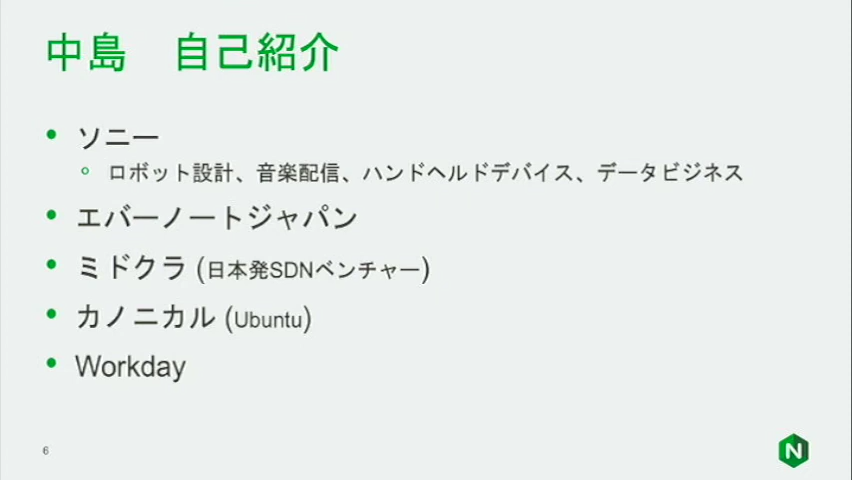 中島　自己紹介
• ソニー
○ ロボット設計、音楽配信、ハンドヘルドデバイス、データビジネス
• エバーノートジャパン
• ミドクラ (日本発SDNベンチャー)
• カノニカル (Ubuntu)
• Workday
6
N